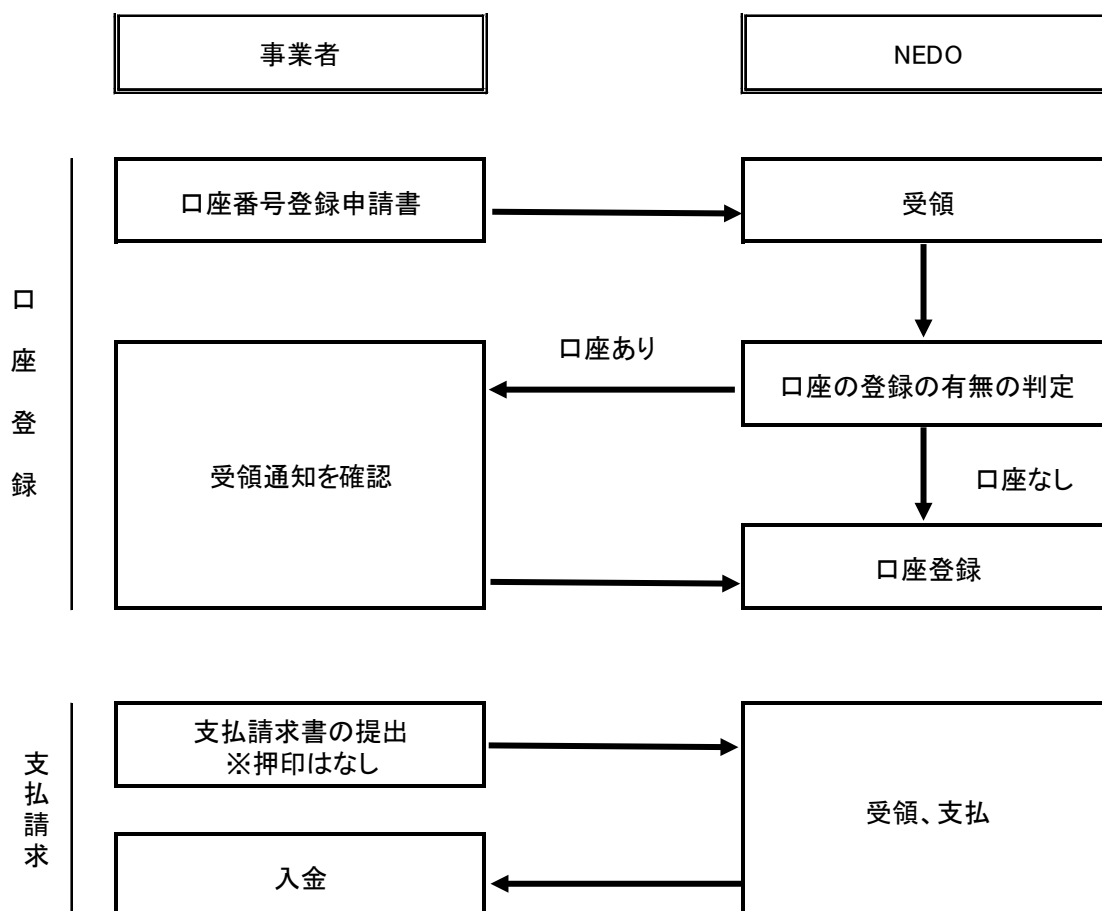 事業者
NEDO
口座登録
口座番号登録申請書
受領
口座あり
口座の登録の有無の判定
受領通知を確認
口座なし
口座登録
支払請求
支払請求書の提出
※押印はなし
受領、支払
入金